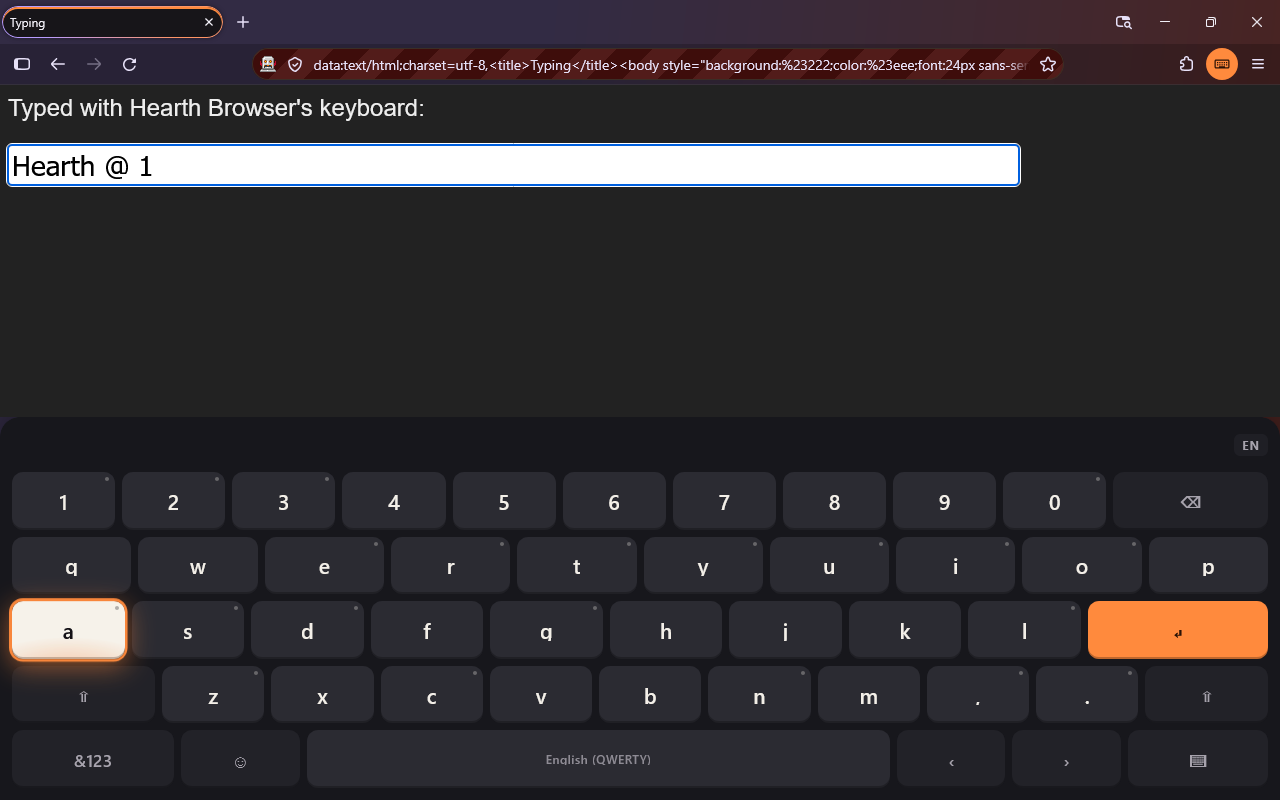 Typing
data:text/html;charset=utf-8,<title>Typing</title><body style="background:%23222;color:%23eee;font:24px sans-ser
Typed with Hearth Browser's keyboard:
Hearth @ 1
EN
1 2 3 4 5 6 7 8 9 0 ⌫
q w e r t y u i o p
a s d f g h j k l ↵
⇧ z x c v b n m , . ⇧
&123 ☺ English (QWERTY) ‹ ›